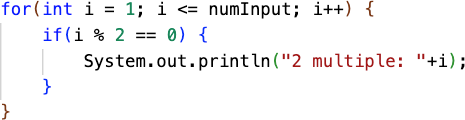 for(int i = 1; i <= numInput; i++) {
    if(i % 2 == 0) {
        System.out.println("2 multiple: "+i);
    }
}